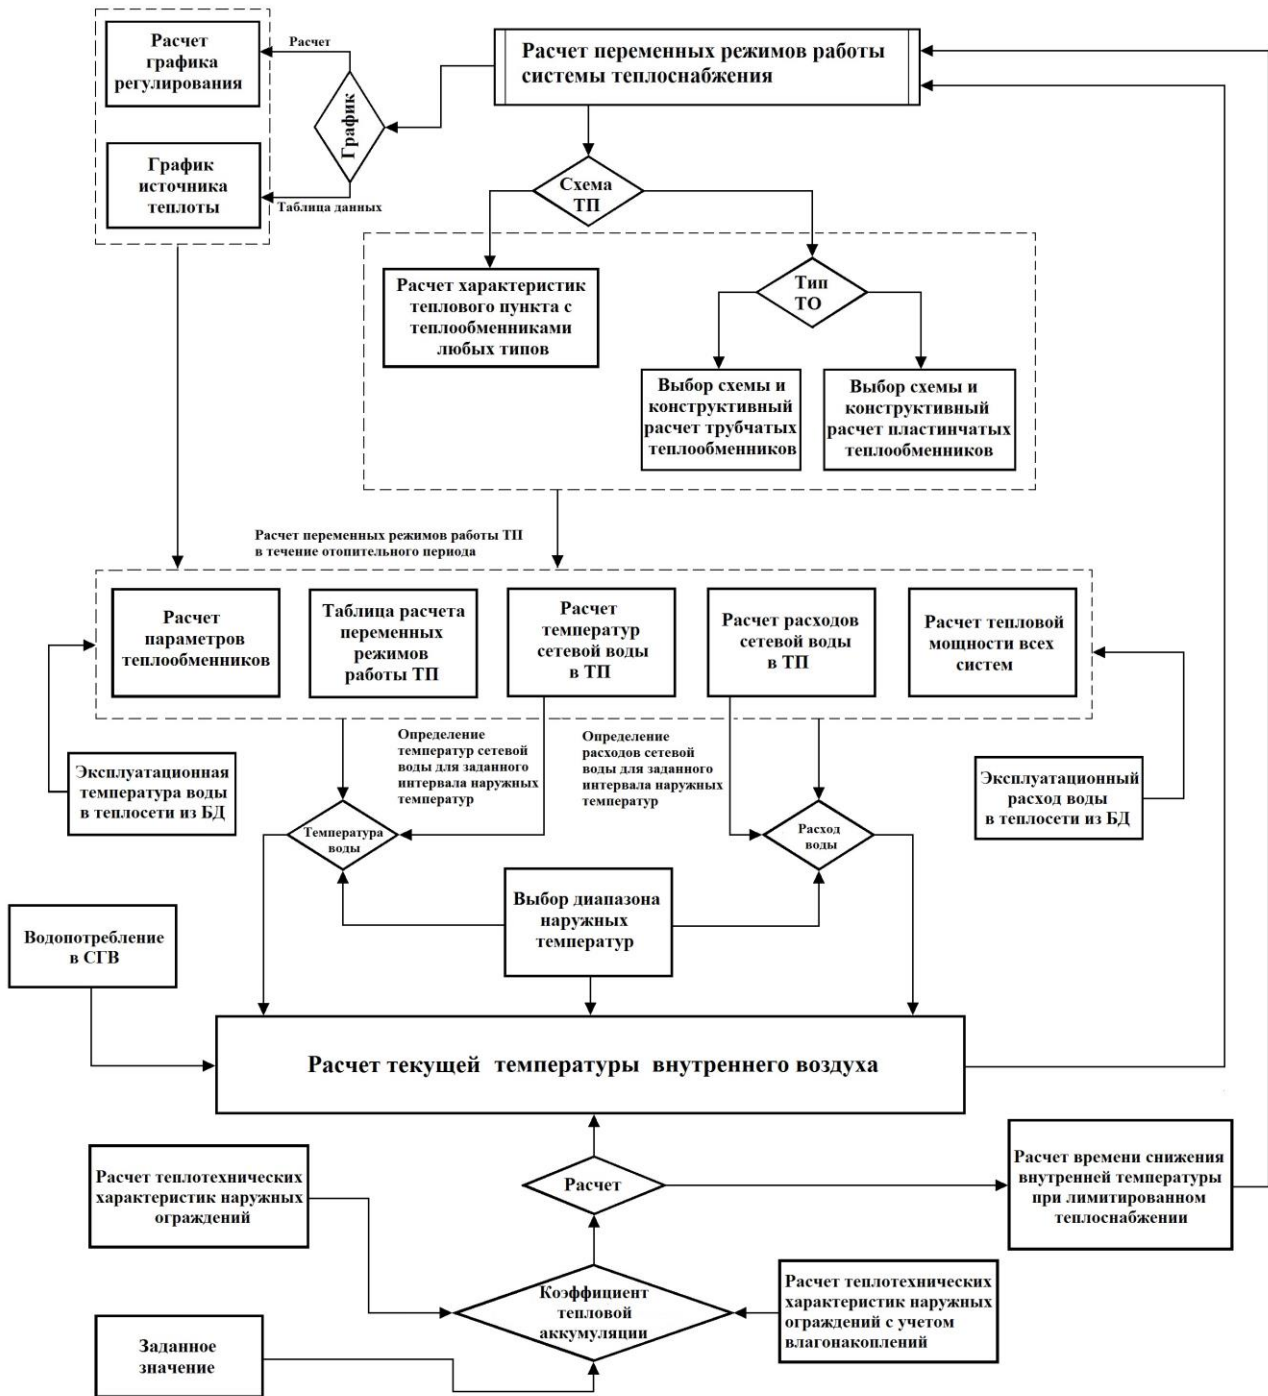 Расчет переменных режимов работы
системы теплоснабжения
Расчет
графика
регулирования
Расчет
График
График
источника
теплоты
Таблица данных
Схема
ТП
Расчет характеристик
теплового пункта с
теплообменниками
любых типов
Тип
ТО
Выбор схемы и
конструктивный
расчет трубчатых
теплообменников
Выбор схемы и
конструктивный
расчет пластинчатых
теплообменников
Расчет переменных режимов работы ТП
в течение отопительного периода
Расчет
параметров
теплообменников
Таблица расчета
переменных
режимов
работы ТП
Расчет
температур
сетевой воды
в ТП
Расчет расходов
сетевой воды
в ТП
Расчет тепловой
мощности всех
систем
Эксплуатационная
температура воды
в теплосети из БД
Определение
температур сетевой
воды для заданного
интервала наружных
температур
Определение
расходов сетевой
воды для заданного
интервала наружных
температур
Эксплуатационный
расход воды
в теплосети из БД
Температура
воды
Расход
воды
Выбор диапазона
наружных
температур
Водопотребление
в СГВ
Расчет текущей температуры внутреннего воздуха
Расчет теплотехнических
характеристик наружных
ограждений
Расчет
Расчет времени снижения
внутренней температуры
при лимитированном
теплоснабжении
Коэффициент
тепловой
аккумуляции
Расчет теплотехнических
характеристик наружных
ограждений с учетом
влагонакоплений
Заданное
значение